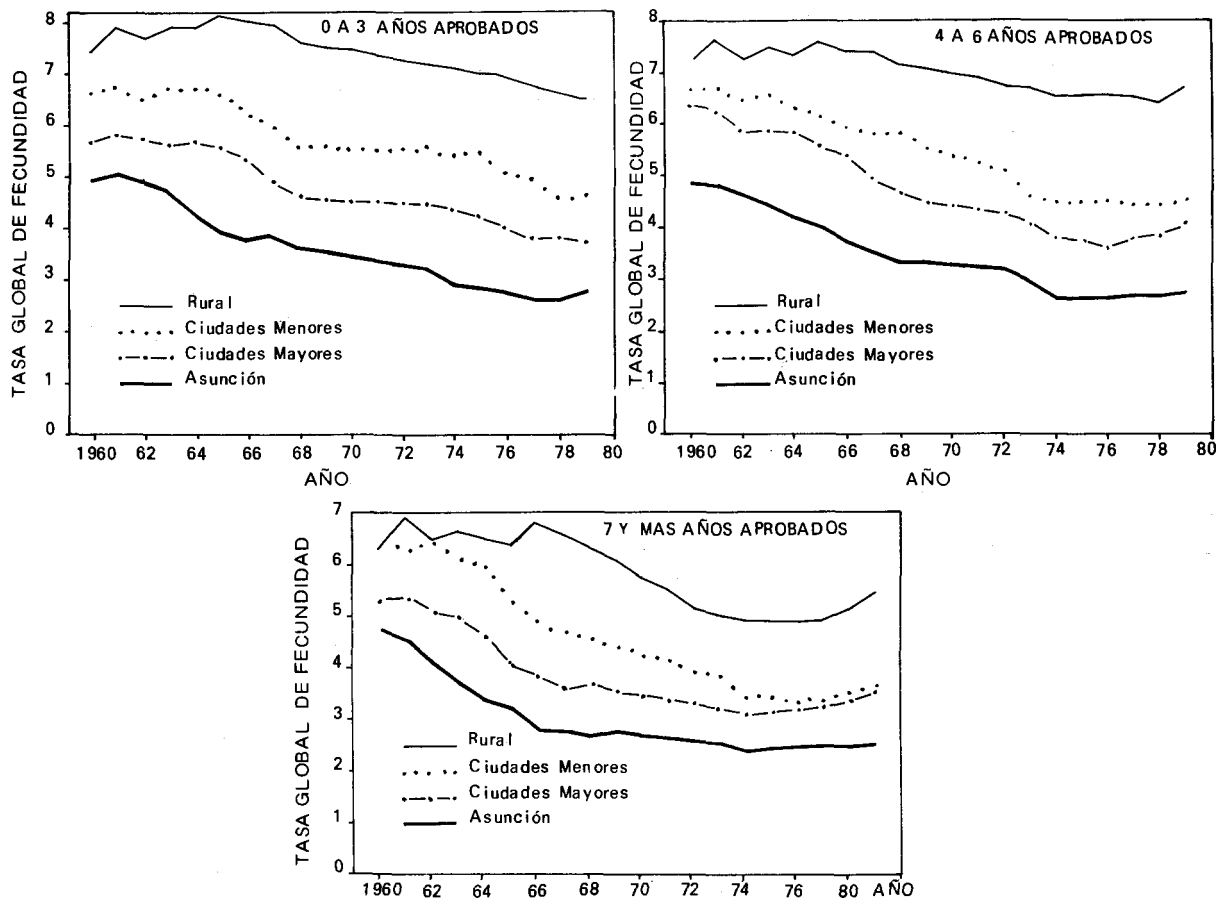 0 A 3 AÑOS APROBADOS
TASA GLOBAL DE FECUNDIDAD
8
7
6
5
4
3
2
1
0
Rural
Ciudades Menores
Ciudades Mayores
Asunción
1960 62 64 66 68 70 72 74 76 78 80
AÑO
4 A 6 AÑOS APROBADOS
TASA GLOBAL DE FECUNDIDAD
8
7
6
5
4
3
2
1
0
Rural
Ciudades Menores
Ciudades Mayores
Asunción
1960 62 64 66 68 70 72 74 76 78 80
AÑO
7 Y MAS AÑOS APROBADOS
TASA GLOBAL DE FECUNDIDAD
7
6
5
4
3
2
1
0
Rural
Ciudades Menores
Ciudades Mayores
Asunción
1960 62 64 66 68 70 72 74 76 78 80 AÑO